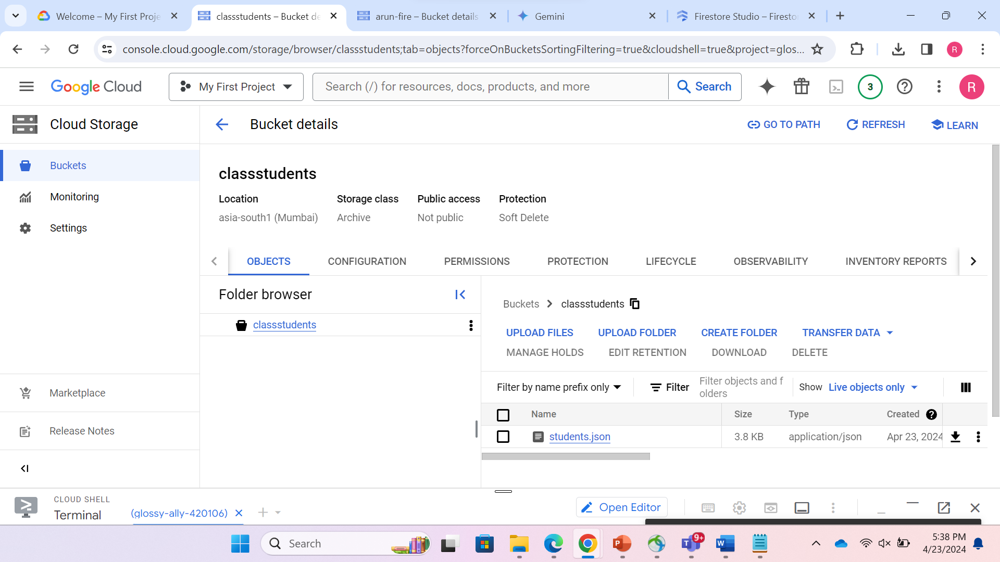 Welcome – My First Proje
classstudents – Bucket de
arun-fire – Bucket details
Gemini
Firestore Studio – Firesto
console.cloud.google.com/storage/browser/classstudents;tab=objects?forceOnBucketsSortingFiltering=true&cloudshell=true&project=glos...
R
Google Cloud
My First Project
Search (/) for resources, docs, products, and more
Search
3
R
Cloud Storage
Bucket details
GO TO PATH
REFRESH
LEARN
Buckets
Monitoring
Settings
Marketplace
Release Notes
classstudents
Location
Storage class
Public access
Protection
asia-south1 (Mumbai)
Archive
Not public
Soft Delete
OBJECTS
CONFIGURATION
PERMISSIONS
PROTECTION
LIFECYCLE
OBSERVABILITY
INVENTORY REPORTS
Folder browser
classstudents
Buckets
classstudents
UPLOAD FILES
UPLOAD FOLDER
CREATE FOLDER
TRANSFER DATA
MANAGE HOLDS
EDIT RETENTION
DOWNLOAD
DELETE
Filter by name prefix only
Filter
Filter objects and f
olders
Show
Live objects only
Name
Size
Type
Created
students.json
3.8 KB
application/json
Apr 23, 2024
CLOUD SHELL
Terminal
(glossy-ally-420106)
Open Editor
Search
P
T
9+
W
5:38 PM
4/23/2024